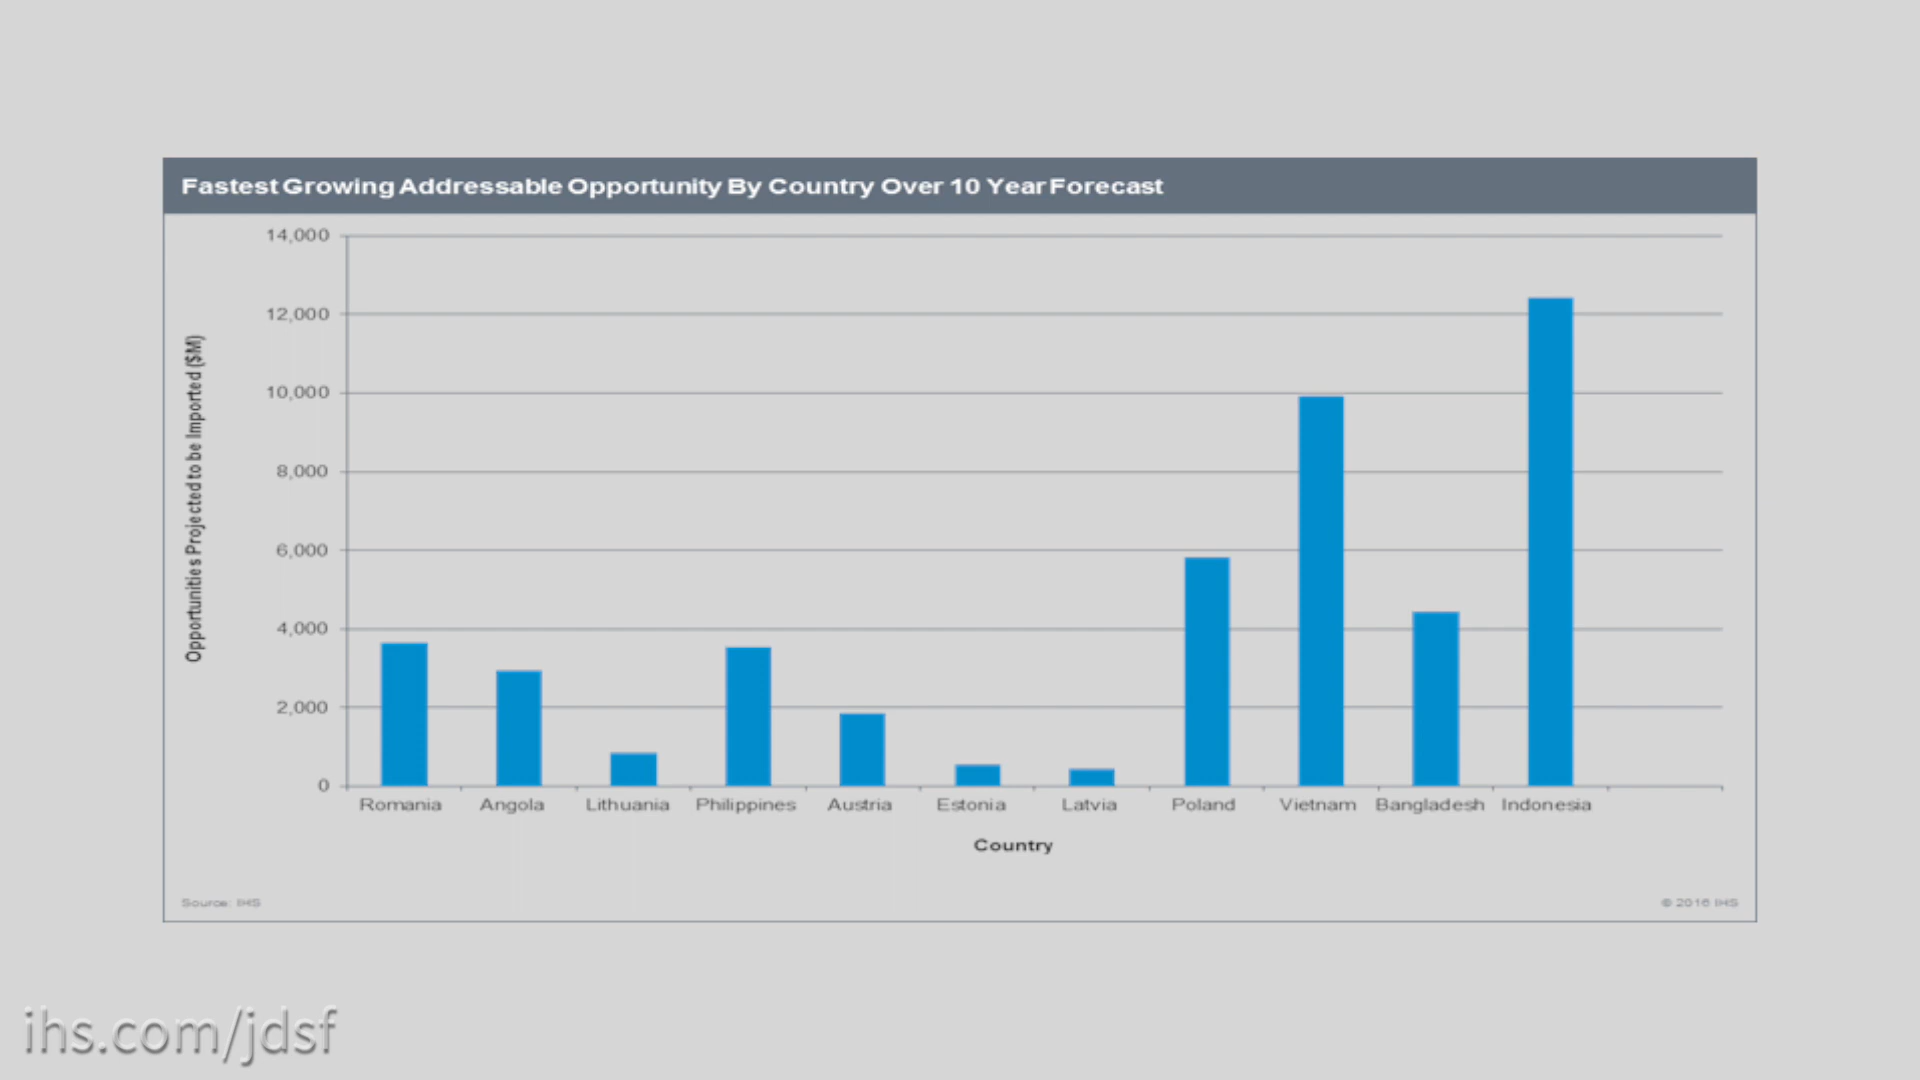 Fastest Growing Addressable Opportunity By Country Over 10 Year Forecast
Opportunities Projected to be Imported ($M)
14,000
12,000
10,000
8,000
6,000
4,000
2,000
0
Romania Angola Lithuania Philippines Austria Estonia Latvia Poland Vietnam Bangladesh Indonesia
Country
Source: IHS © 2016 IHS
ihs.com/jdsf